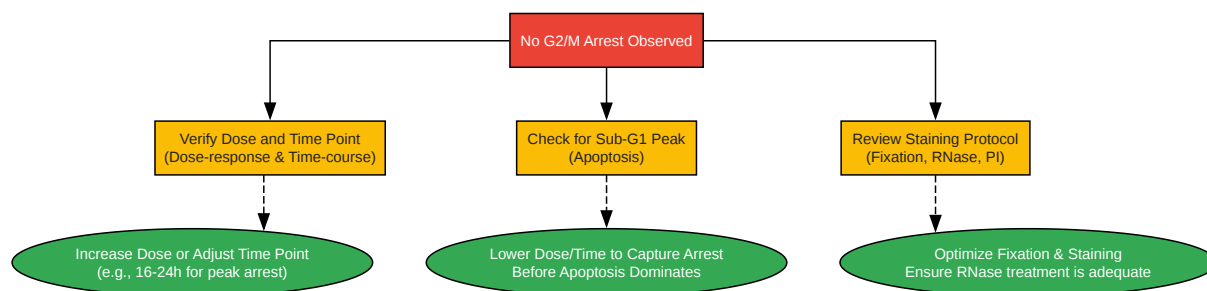 No G2/M Arrest Observed
Verify Dose and Time Point
(Dose-response & Time-course)
Check for Sub-G1 Peak
(Apoptosis)
Review Staining Protocol
(Fixation, RNase, PI)
Increase Dose or Adjust Time Point
(e.g., 16-24h for peak arrest)
Lower Dose/Time to Capture Arrest
Before Apoptosis Dominates
Optimize Fixation & Staining
Ensure RNase treatment is adequate